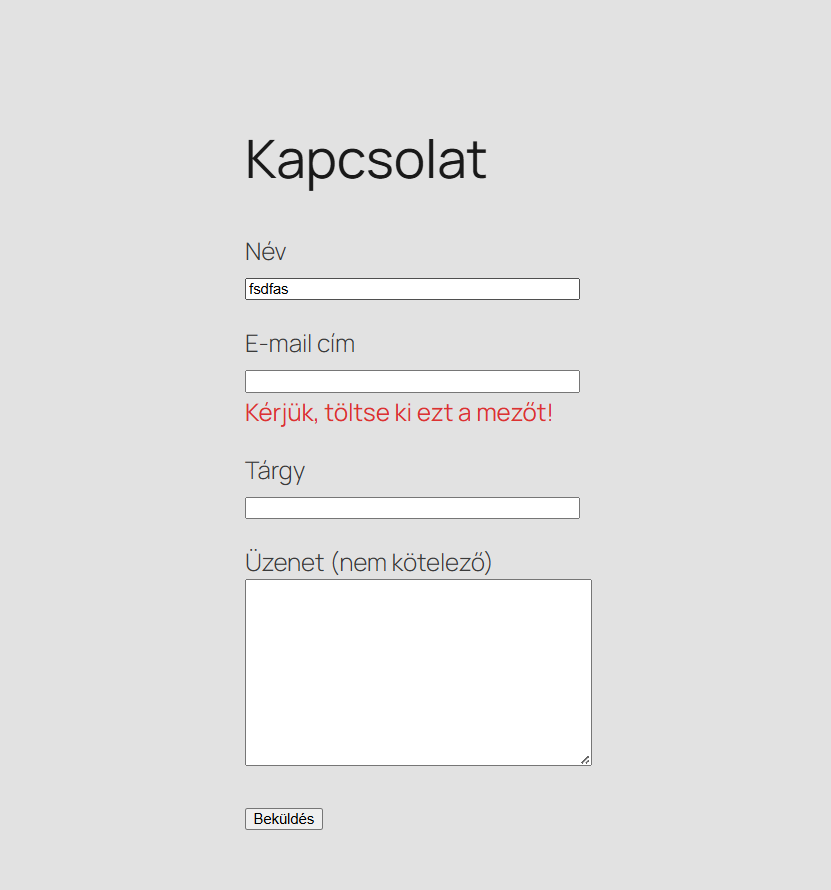 Kapcsolat
Név
fsdfas
E-mail cím
Kérjük, töltse ki ezt a mezőt!
Tárgy
Üzenet (nem kötelező)
Beküldés